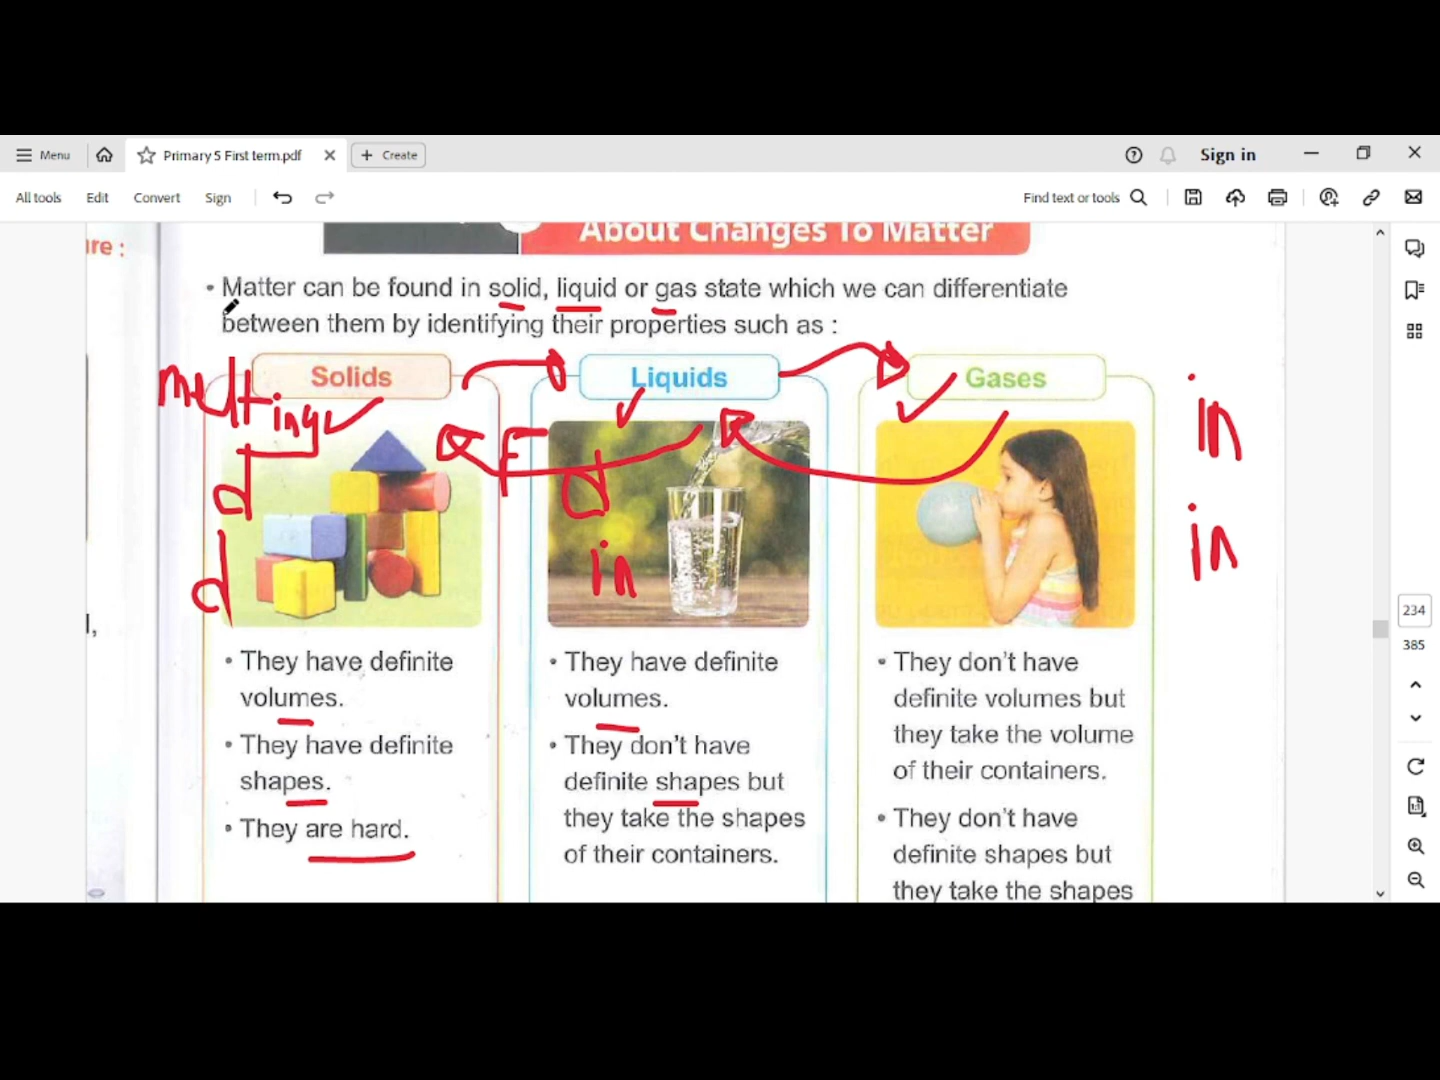 Menu
Primary 5 First term.pdf
Create
Sign in
All tools
Edit
Convert
Sign
Find text or tools
About Changes To Matter
ire :
• Matter can be found in solid, liquid or gas state which we can differentiate
between them by identifying their properties such as :
melting
Solids
Liquids
Gases
F
d
d
d
in
in
in
• They have definite
volumes.
• They have definite
shapes.
• They are hard.
• They have definite
volumes.
• They don't have
definite shapes but
they take the shapes
of their containers.
• They don't have
definite volumes but
they take the volume
of their containers.
• They don't have
definite shapes but
they take the shapes
234
385